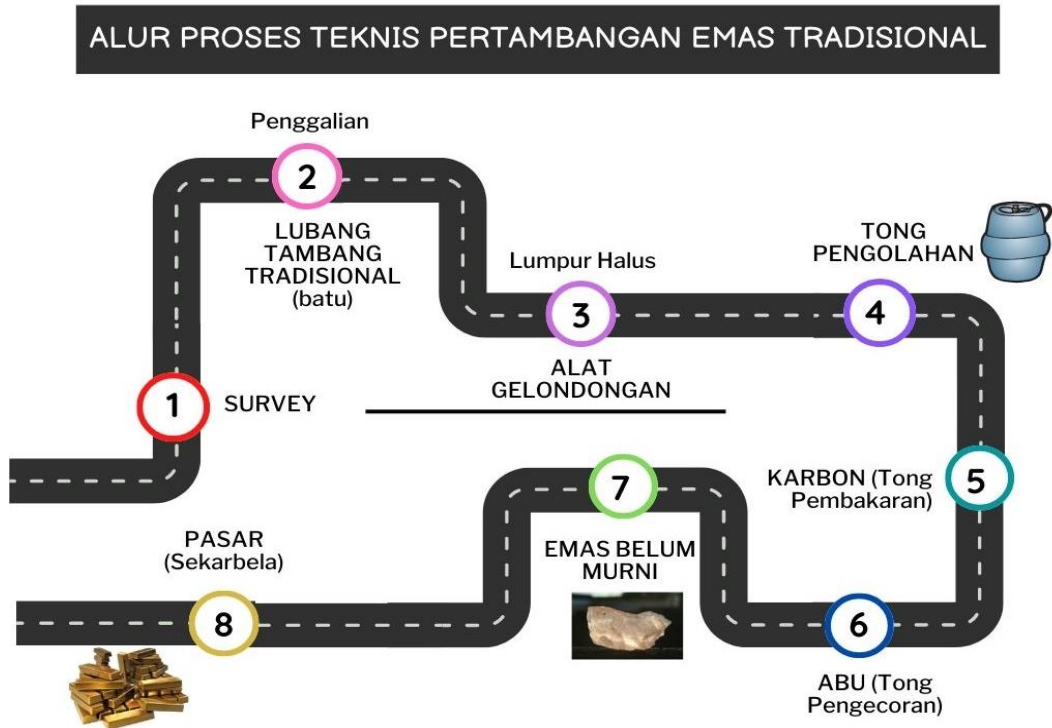 ALUR PROSES TEKNIS PERTAMBANGAN EMAS TRADISIONAL
1
SURVEY
Penggalian
2
LUBANG
TAMBANG
TRADISIONAL
(batu)
Lumpur Halus
3
ALAT
GELONDONGAN
TONG
PENGOLAHAN
4
KARBON (Tong
Pembakaran)
5
6
ABU (Tong
Pengecoran)
7
EMAS BELUM
MURNI
PASAR
(Sekarbela)
8